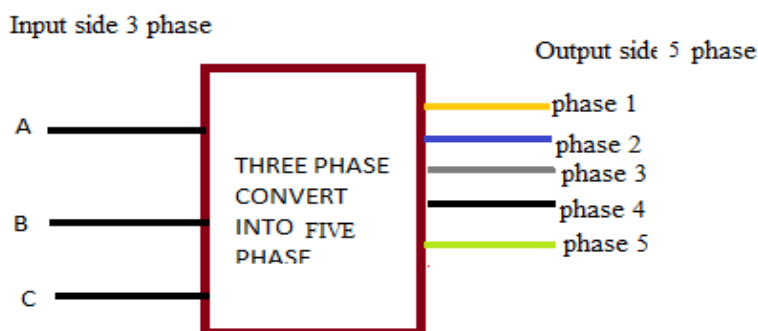 Input side 3 phase
Output side 5 phase
A
B
C
THREE PHASE
CONVERT
INTO FIVE
PHASE
phase 1
phase 2
phase 3
phase 4
phase 5